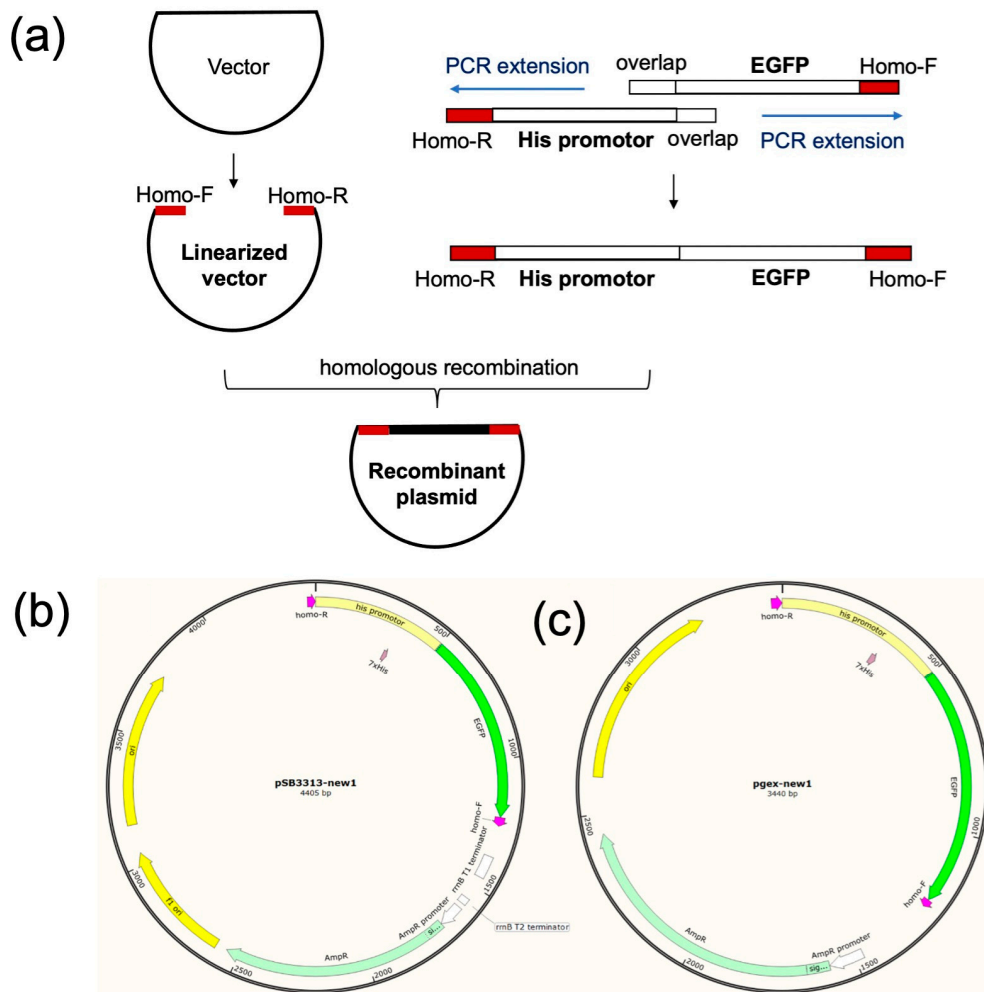 (a)
Vector
Homo-F
Homo-R
Linearized
vector
PCR extension
overlap
EGFP
Homo-F
Homo-R
His promotor
overlap
PCR extension
Homo-R
His promotor
EGFP
Homo-F
homologous recombination
Recombinant
plasmid
(b)
homo-R
his promotor
7xHis
500
EGFP
1000
homo-F
rrnB T1 terminator
1500
rrnB T2 terminator
AmpR promoter
si...
AmpR
2000
2500
f1 ori
3000
ori
3500
4000
pSB3313-new1
4405 bp
(c)
homo-R
his promotor
7xHis
500
EGFP
1000
homo-F
1500
AmpR promoter
sig...
AmpR
2000
2500
ori
3000
pgex-new1
3440 bp